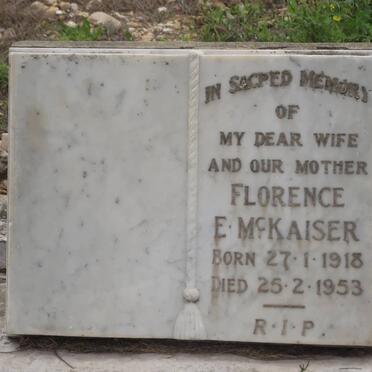 IN SACRED MEMORY
OF
MY DEAR WIFE
AND OUR MOTHER
FLORENCE
E. McKAISER
BORN 27.1.1918
DIED 25.2.1953
R.I.P.